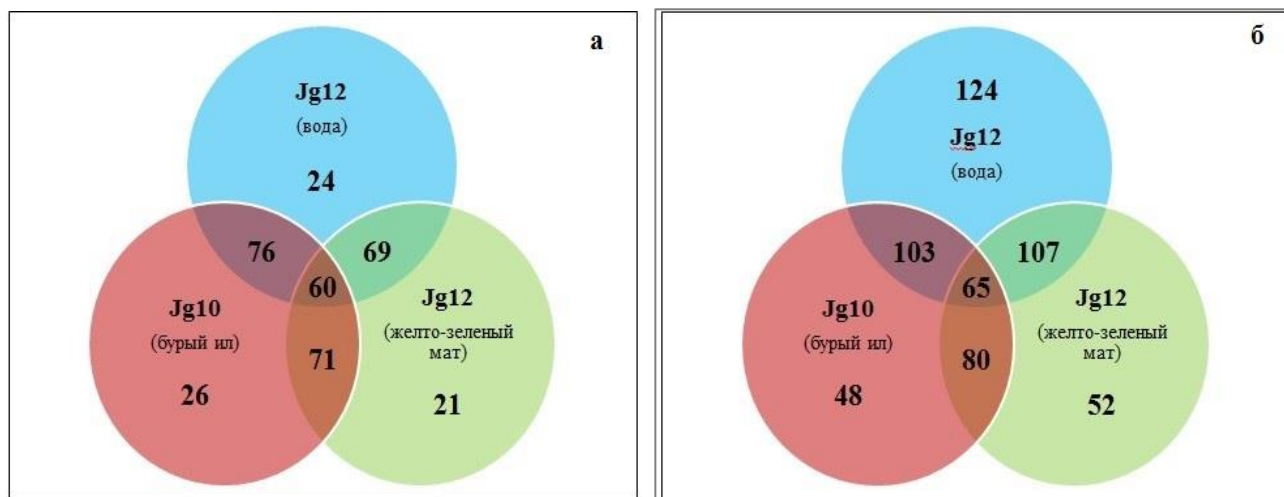 а
Jg12
(вода)
24
76
69
60
Jg10
(бурый ил)
26
71
Jg12
(желто-зеленый
мат)
21
б
124
Jg12
(вода)
103
107
65
Jg10
(бурый ил)
48
80
Jg12
(желто-зеленый
мат)
52